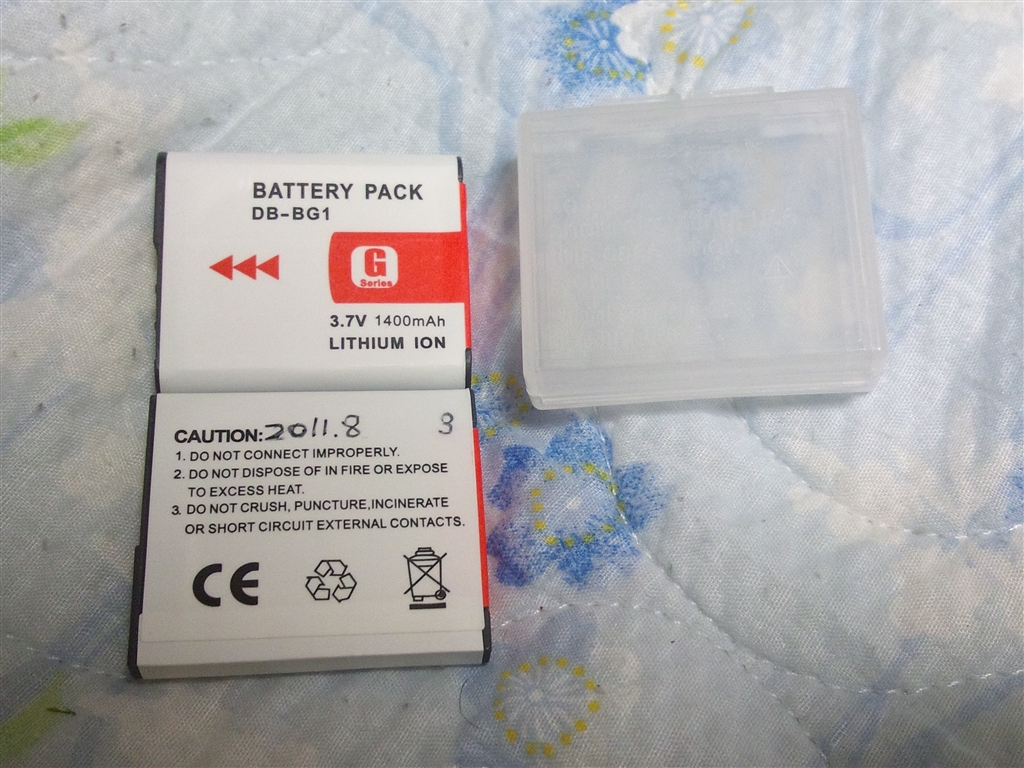 BATTERY PACK
DB-BG1
G
Series
3.7V 1400mAh
LITHIUM ION
CAUTION: 2011.8 3
1. DO NOT CONNECT IMPROPERLY.
2. DO NOT DISPOSE OF IN FIRE OR EXPOSE
TO EXCESS HEAT.
3. DO NOT CRUSH, PUNCTURE,INCINERATE
OR SHORT CIRCUIT EXTERNAL CONTACTS.
CE